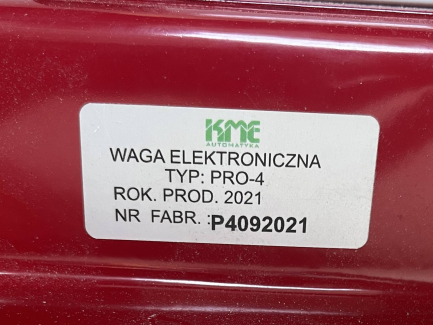 KME
AUTOMATYKA
WAGA ELEKTRONICZNA
TYP: PRO-4
ROK. PROD. 2021
NR FABR. :P4092021